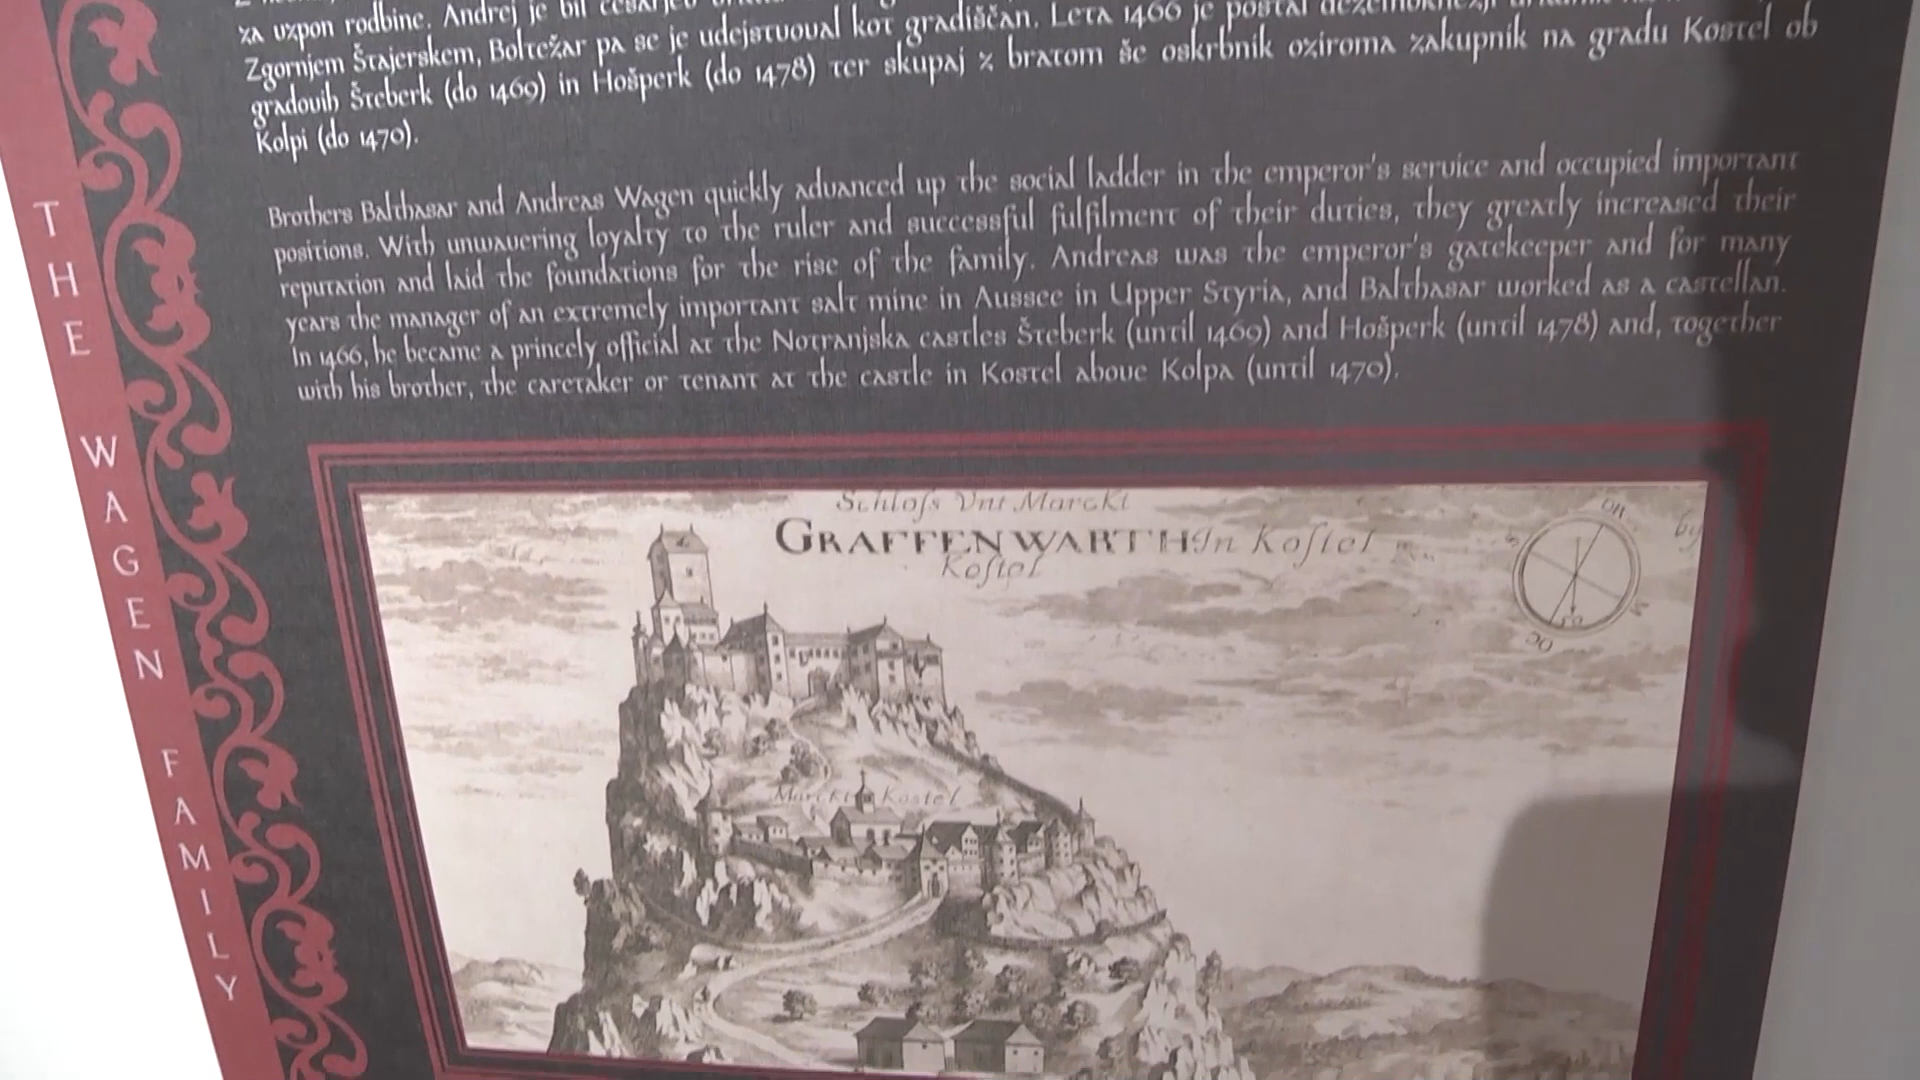 za vzpon rodbine. Andrej je bil
Zgornjem Štajerskem, Boltežar pa se je udejstvoval kot gradiščan. Leta 1466 je postal
gradovih Šteberk (do 1469) in Hošperk (do 1478) ter skupaj z bratom še oskrbnik oziroma zakupnik na gradu Kostel ob
Kolpi (do 1470).
Brothers Balthasar and Andreas Wagen quickly advanced up the social ladder in the emperor's service and occupied important
positions. With unwavering loyalty to the ruler and successful fulfilment of their duties, they greatly increased their
reputation and laid the foundations for the rise of the family. Andreas was the emperor's gatekeeper and for many
years the manager of an extremely important salt mine in Aussee in Upper Styria, and Balthasar worked as a castellan.
In 1466, he became a princely official at the Notranjska castles Šteberk (until 1469) and Hošperk (until 1478) and, together
with his brother, the caretaker or tenant at the castle in Kostel above Kolpa (until 1470).
THE WAGEN FAMILY
Schloſs Vnt Marckt
GRAFFENWARTH In Koſtel
Koſtel
OR
OC
Marckt Kostel